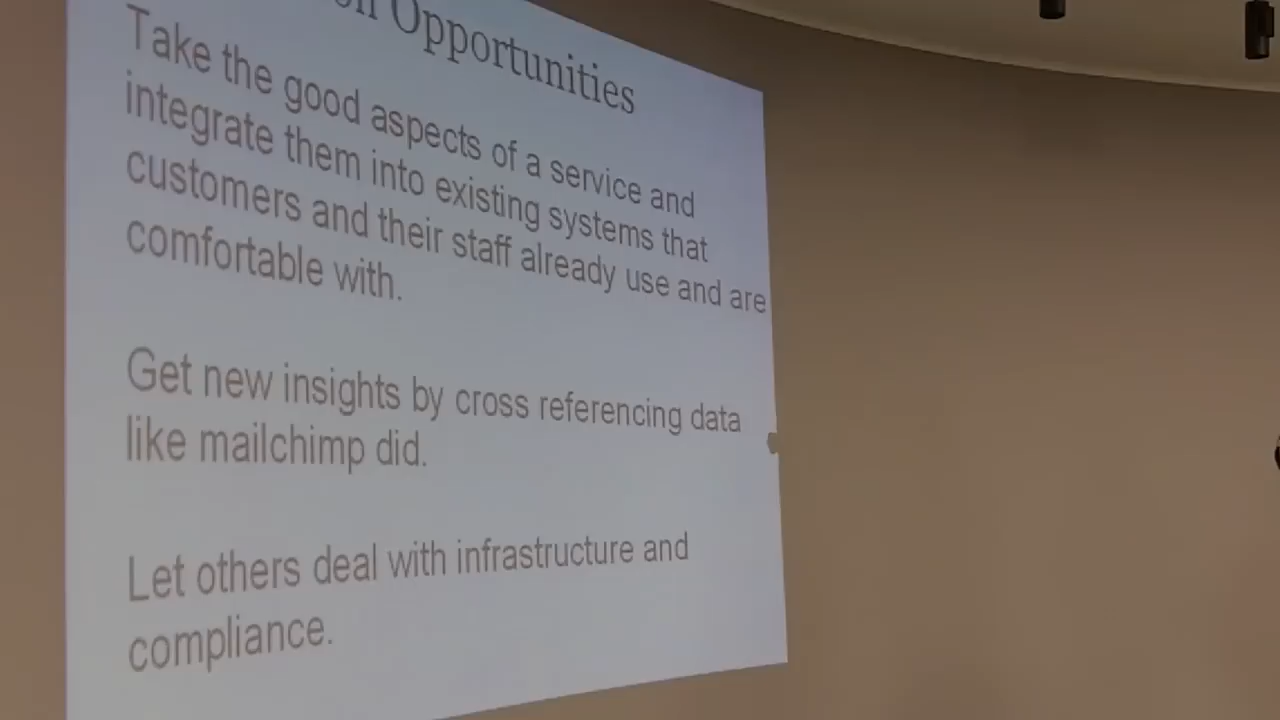 Opportunities
Take the good aspects of a service and
integrate them into existing systems that
customers and their staff already use and are
comfortable with.
Get new insights by cross referencing data
like mailchimp did.
Let others deal with infrastructure and
compliance.